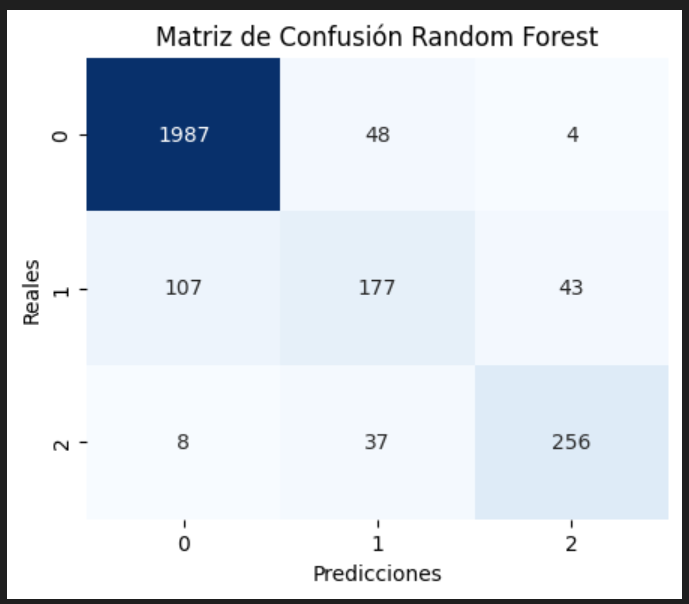 Matriz de Confusión Random Forest
0 1987 48 4
1 107 177 43
2 8 37 256
Reales
0 1 2
Predicciones